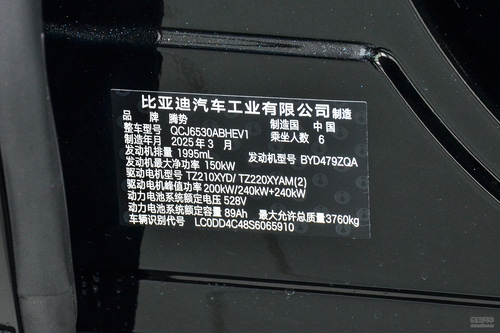 比亚迪汽车工业有限公司 制造
品 牌 腾势 制造国 中国
整车型号 QCJ6530ABHEV1 乘坐人数 6
制造年月 2025年3月
发动机排量 1995mL 发动机型号 BYD479ZQA
发动机最大净功率 150kW
驱动电机型号 TZ210XYD/ TZ220XYAM(2)
驱动电机峰值功率 200kW/240kW+240kW
动力电池系统额定电压 528V
动力电池系统额定容量 89Ah 最大允许总质量3760kg
车辆识别代号 LC0DD4C48S6065910